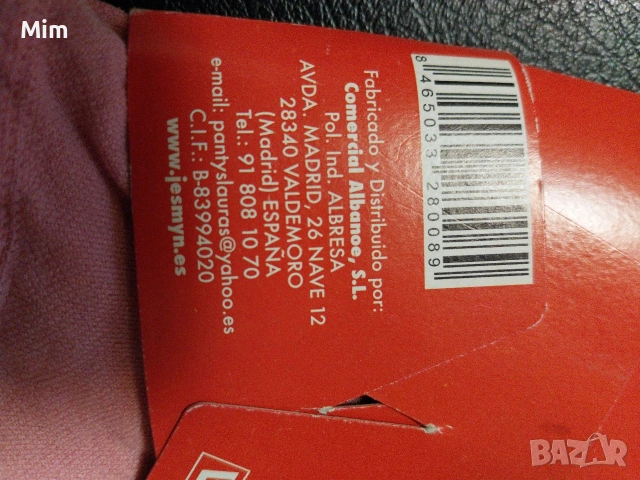 Mim
Fabricado y Distribuido por:
Comercial Albanoe, S.L.
Pol. Ind. ALBRESA
AVDA. MADRID, 26 NAVE 12
28340 VALDEMORO
(Madrid) ESPAÑA
Tel.: 91 808 10 70
e-mail: pantyslauras@yahoo.es
C.I.F.: B-83994020
www.jesmyn.es
8 465033 280089
BAZAR